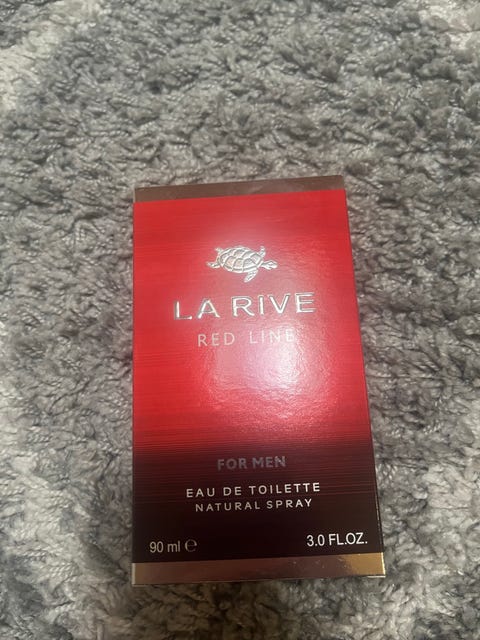 LA RIVE
RED LINE
FOR MEN
EAU DE TOILETTE
NATURAL SPRAY
90 ml ℮ 3.0 FL.OZ.